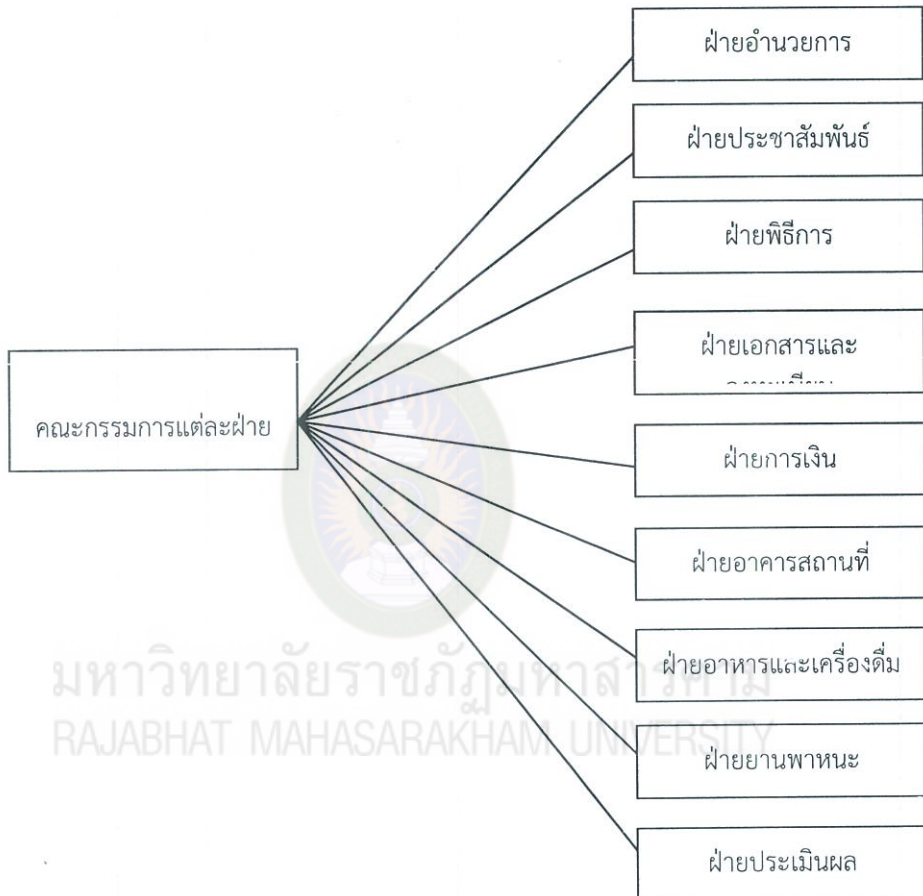 ฝ่ายอำนวยการ
ฝ่ายประชาสัมพันธ์
ฝ่ายพิธีการ
ฝ่ายเอกสารและ
คณะกรรมการแต่ละฝ่าย
ฝ่ายการเงิน
ฝ่ายอาคารสถานที่
ฝ่ายอาหารและเครื่องดื่ม
มหาวิทยาลัยราชภัฏมหาสารคาม
RAJABHAT MAHASARAKHAM UNIVERSITY
ฝ่ายยานพาหนะ
ฝ่ายประเมินผล